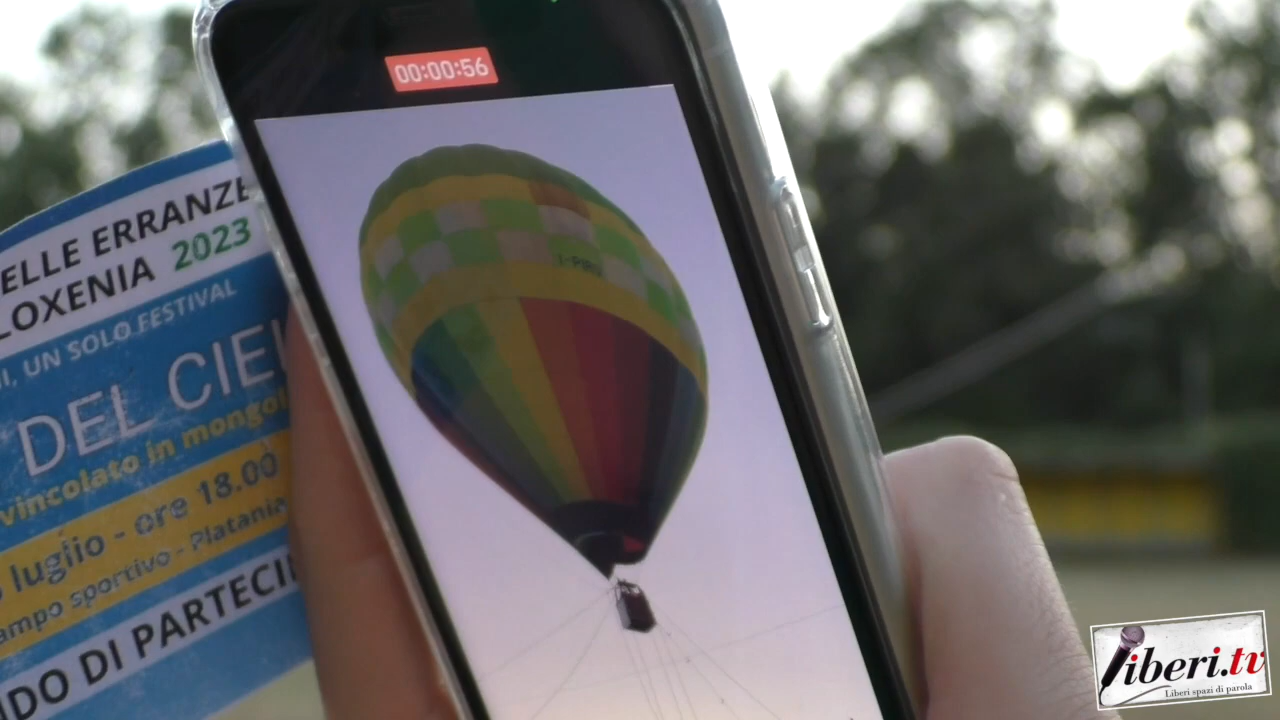 00:00:56
ELLE ERRANZE
LOXENIA 2023
UN SOLO FESTIVAL
DEL CIE
vincolato in mongol
luglio - ore 18.00
ampo sportivo - Platania
DO DI PARTECI
liberi.tv
Liberi spazi di parola